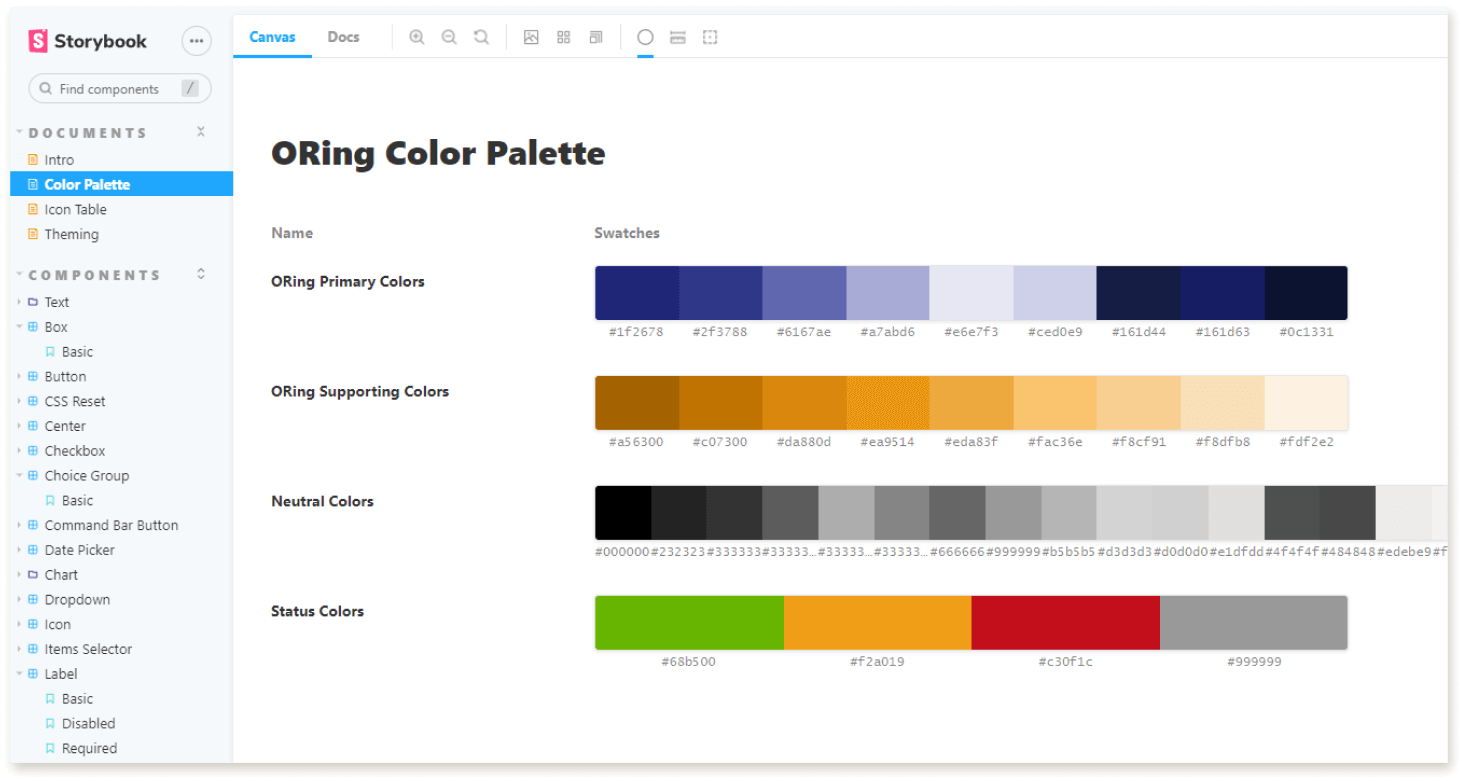 Storybook
Find components /
DOCUMENTS
Intro
Color Palette
Icon Table
Theming
COMPONENTS
Text
Box
Basic
Button
CSS Reset
Center
Checkbox
Choice Group
Basic
Command Bar Button
Date Picker
Chart
Dropdown
Icon
Items Selector
Label
Basic
Disabled
Required
Canvas Docs
ORing Color Palette
Name Swatches
ORing Primary Colors
#1f2678 #2f3788 #6167ae #a7abd6 #e6e7f3 #ced0e9 #161d44 #161d63 #0c1331
ORing Supporting Colors
#a56300 #c07300 #da880d #ea9514 #eda83f #fac36e #f8cf91 #f8dfb8 #fdf2e2
Neutral Colors
#000000 #232323 #333333 #33333… #33333… #33333… #666666 #999999 #b5b5b5 #d3d3d3 #d0d0d0 #e1dfdd #4f4f4f #484848 #edebe9 #f
Status Colors
#68b500 #f2a019 #c30f1c #999999